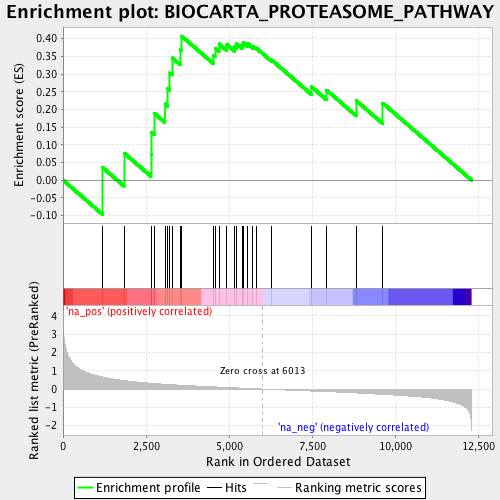 Enrichment plot: BIOCARTA_PROTEASOME_PATHWAY
Enrichment score (ES)
0.40
0.35
0.30
0.25
0.20
0.15
0.10
0.05
0.00
-0.05
-0.10
'na_pos' (positively correlated)
Ranked list metric (PreRanked)
4
3
2
1
0
-1
-2
Zero cross at 6013
'na_neg' (negatively correlated)
0
2,500
5,000
7,500
10,000
12,500
Rank in Ordered Dataset
Enrichment profile
Hits
Ranking metric scores